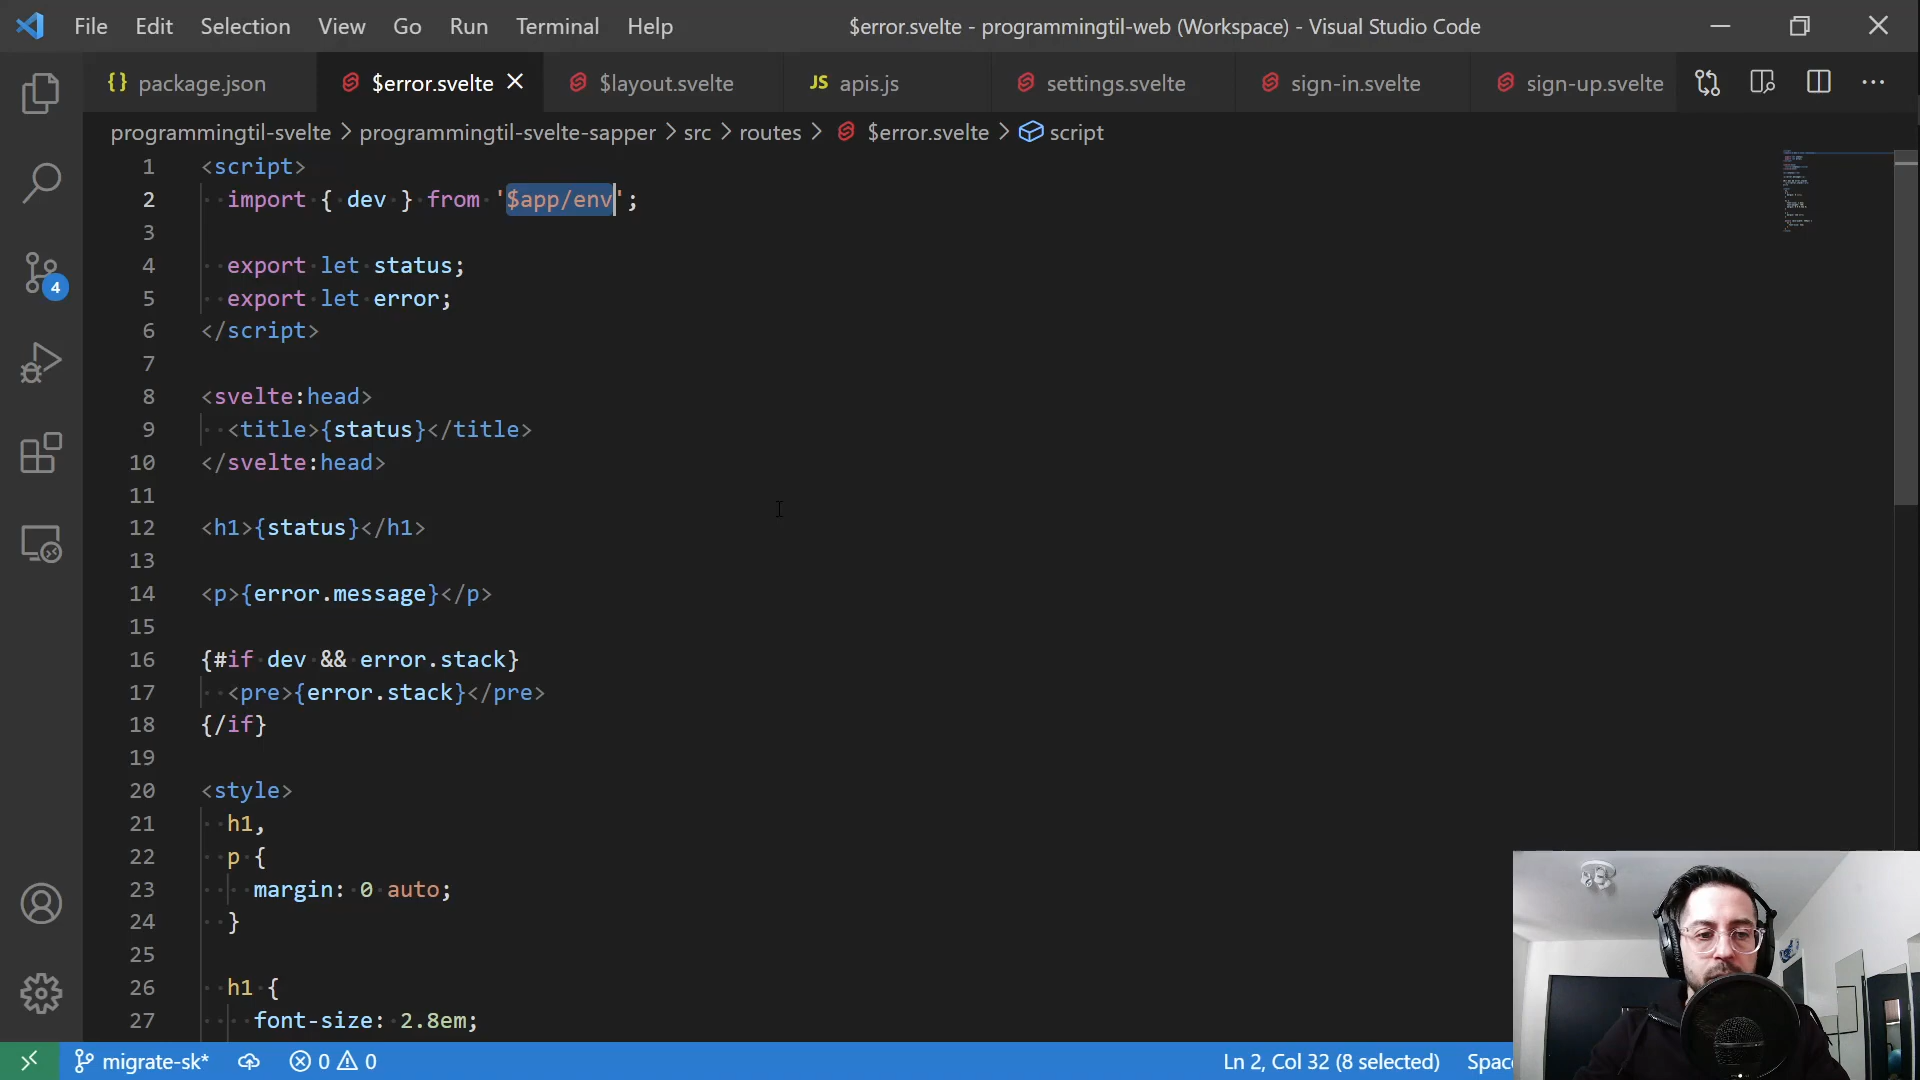 File Edit Selection View Go Run Terminal Help $error.svelte - programmingtil-web (Workspace) - Visual Studio Code
{} package.json $error.svelte $layout.svelte JS apis.js settings.svelte sign-in.svelte sign-up.svelte
programmingtil-svelte > programmingtil-svelte-sapper > src > routes > $error.svelte > script
1 <script>
2 import { dev } from '$app/env';
3
4 export let status;
5 export let error;
6 </script>
7
8 <svelte:head>
9 <title>{status}</title>
10 </svelte:head>
11
12 <h1>{status}</h1>
13
14 <p>{error.message}</p>
15
16 {#if dev && error.stack}
17 <pre>{error.stack}</pre>
18 {/if}
19
20 <style>
21 h1,
22 p {
23 margin: 0 auto;
24 }
25
26 h1 {
27 font-size: 2.8em;
4
migrate-sk* 0 0 Ln 2, Col 32 (8 selected) Spac